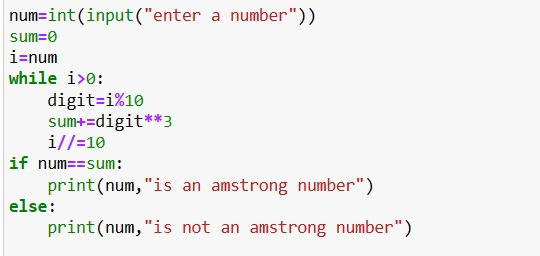 num=int(input("enter a number"))
sum=0
i=num
while i>0:
    digit=i%10
    sum+=digit**3
    i//=10
if num==sum:
    print(num,"is an amstrong number")
else:
    print(num,"is not an amstrong number")